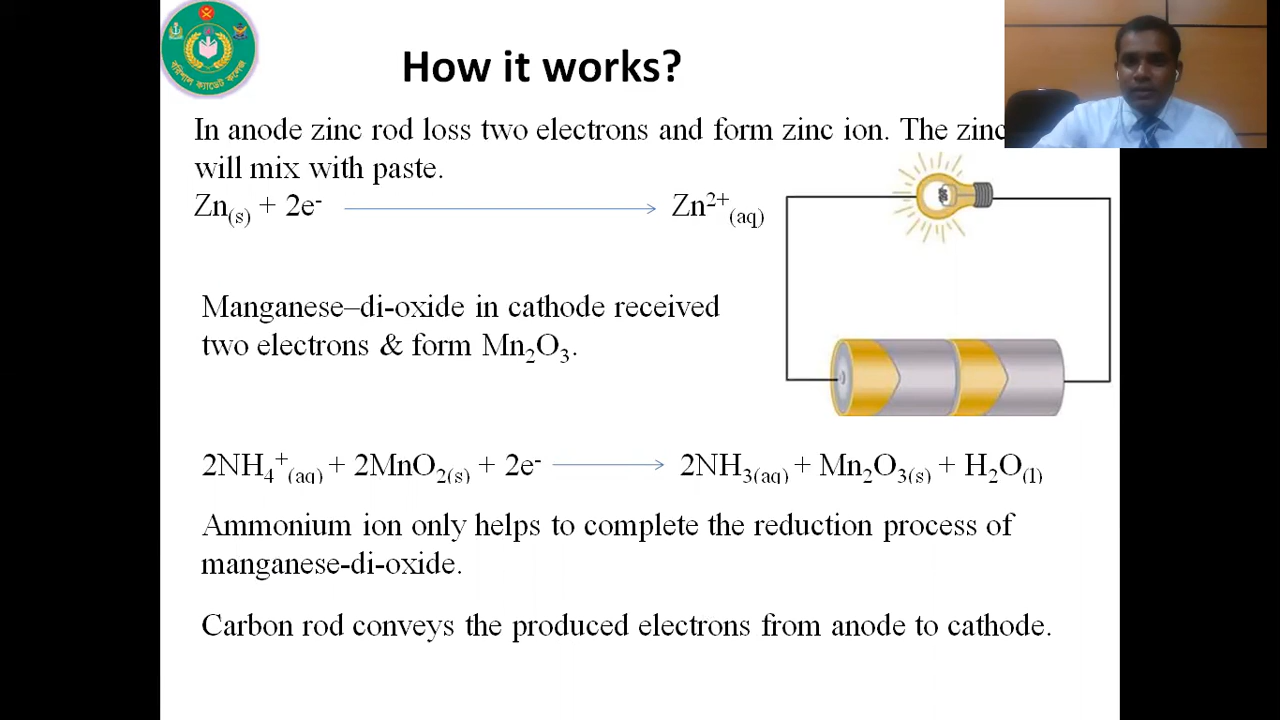 বরিশাল ক্যাডেট কলেজ
How it works?
In anode zinc rod loss two electrons and form zinc ion. The zinc
will mix with paste.
Zn(s) + 2e- ⟶ Zn2+(aq)
Manganese–di-oxide in cathode received
two electrons & form Mn2O3.
2NH4+(aq) + 2MnO2(s) + 2e- ⟶ 2NH3(aq) + Mn2O3(s) + H2O(l)
Ammonium ion only helps to complete the reduction process of
manganese-di-oxide.
Carbon rod conveys the produced electrons from anode to cathode.